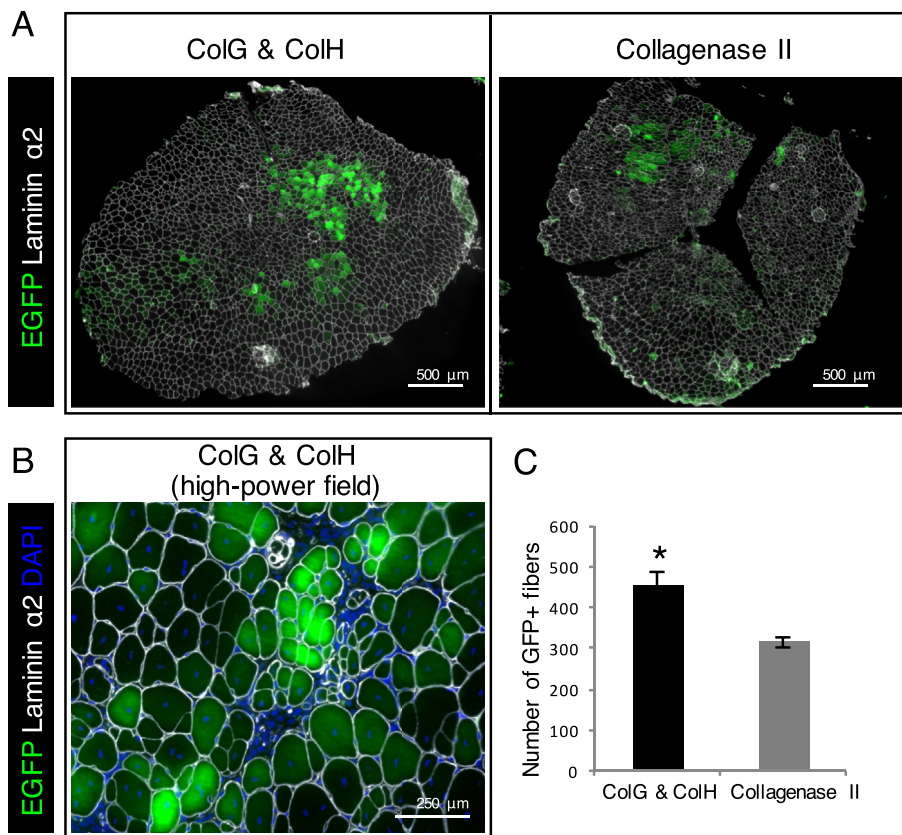 A
ColG & ColH
Collagenase II
EGFP Laminin α2
500 μm
500 μm
B
ColG & ColH
(high-power field)
EGFP Laminin α2 DAPI
250 μm
C
Number of GFP+ fibers
600
500
400
300
200
100
0
*
ColG & ColH
Collagenase II